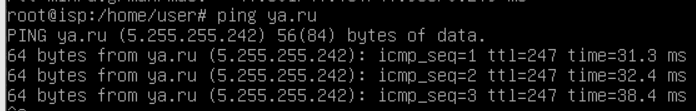 root@isp:/home/user# ping ya.ru
PING ya.ru (5.255.255.242) 56(84) bytes of data.
64 bytes from ya.ru (5.255.255.242): icmp_seq=1 ttl=247 time=31.3 ms
64 bytes from ya.ru (5.255.255.242): icmp_seq=2 ttl=247 time=32.4 ms
64 bytes from ya.ru (5.255.255.242): icmp_seq=3 ttl=247 time=38.4 ms